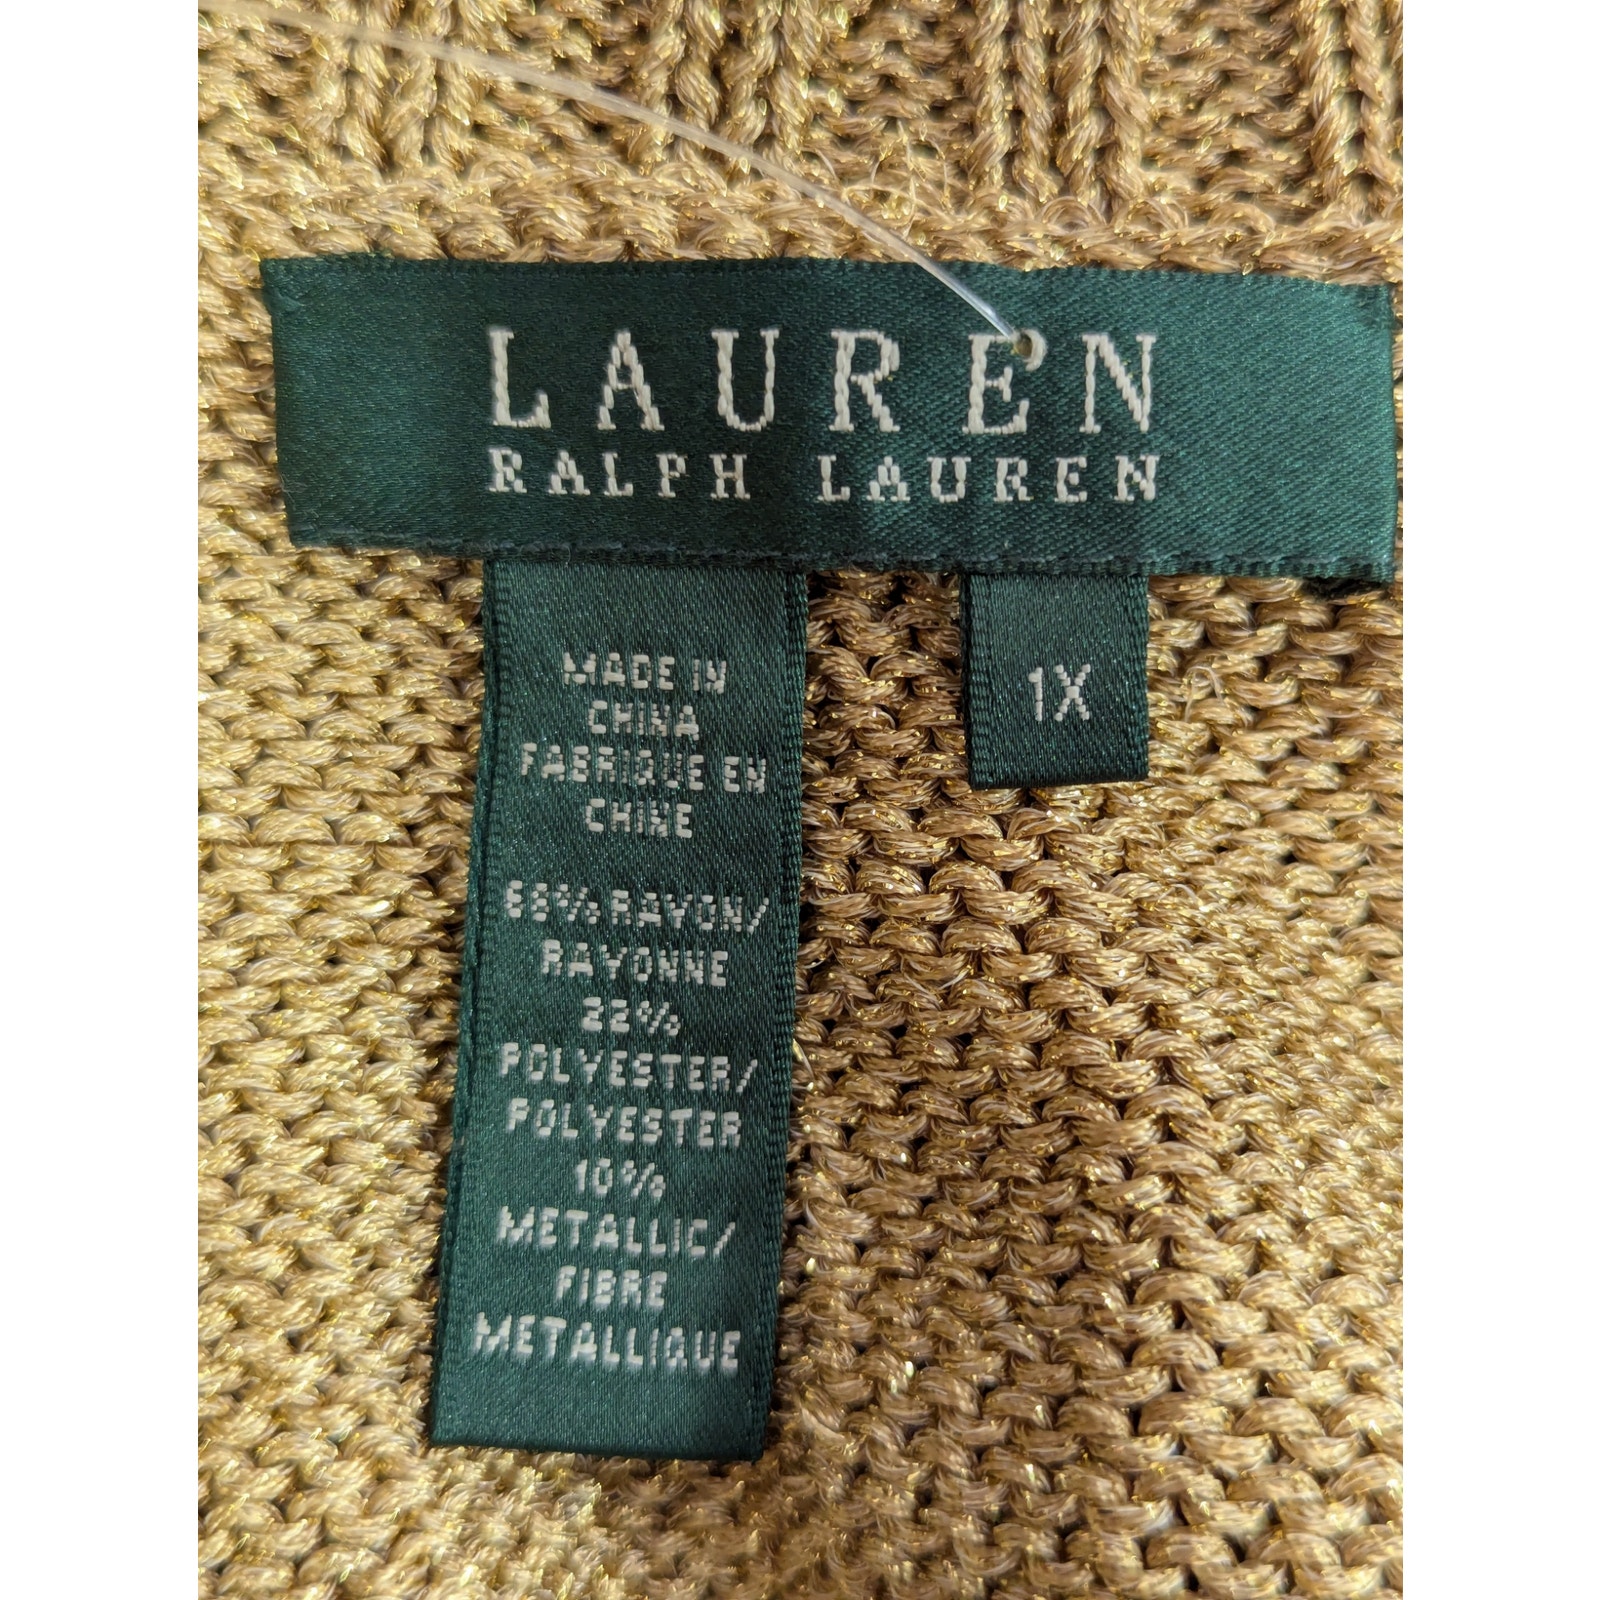 LAUREN
RALPH LAUREN
MADE IN
CHINA
FABRIQUE EN
CHINE
68% RAYON/
RAYONNE
22%
POLYESTER/
POLYESTER
10%
METALLIC/
FIBRE
METALLIQUE
1X